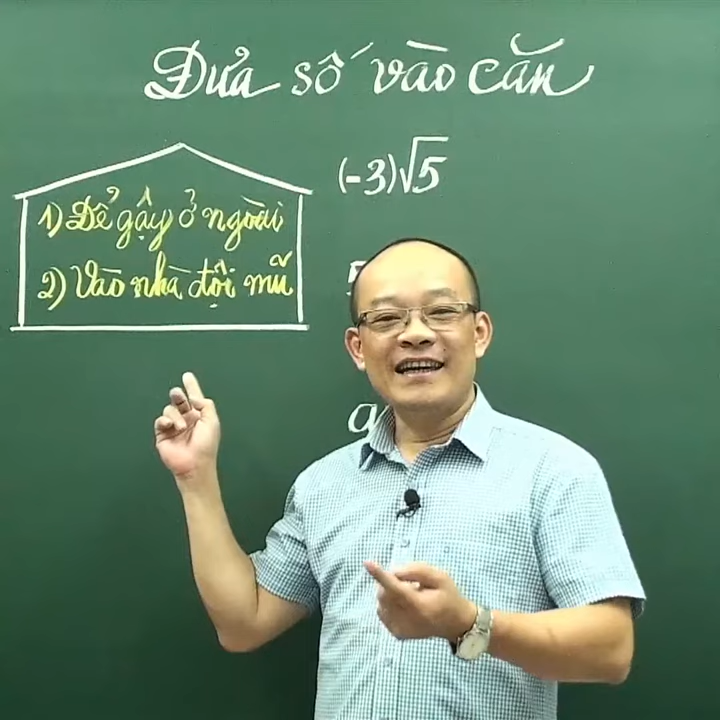 Đưa số vào căn
(-3)√5
1) Để gậy ở ngoài
2) Vào nhà đội mũ